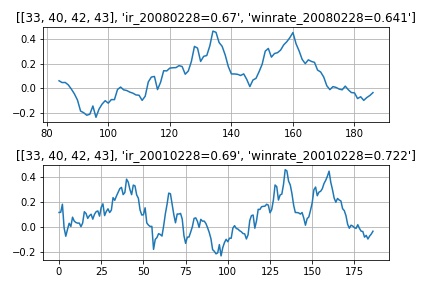 [[33, 40, 42, 43], 'ir_20080228=0.67', 'winrate_20080228=0.641']
0.4
0.2
0.0
−0.2
80 100 120 140 160 180
[[33, 40, 42, 43], 'ir_20010228=0.69', 'winrate_20010228=0.722']
0.4
0.2
0.0
−0.2
0 25 50 75 100 125 150 175